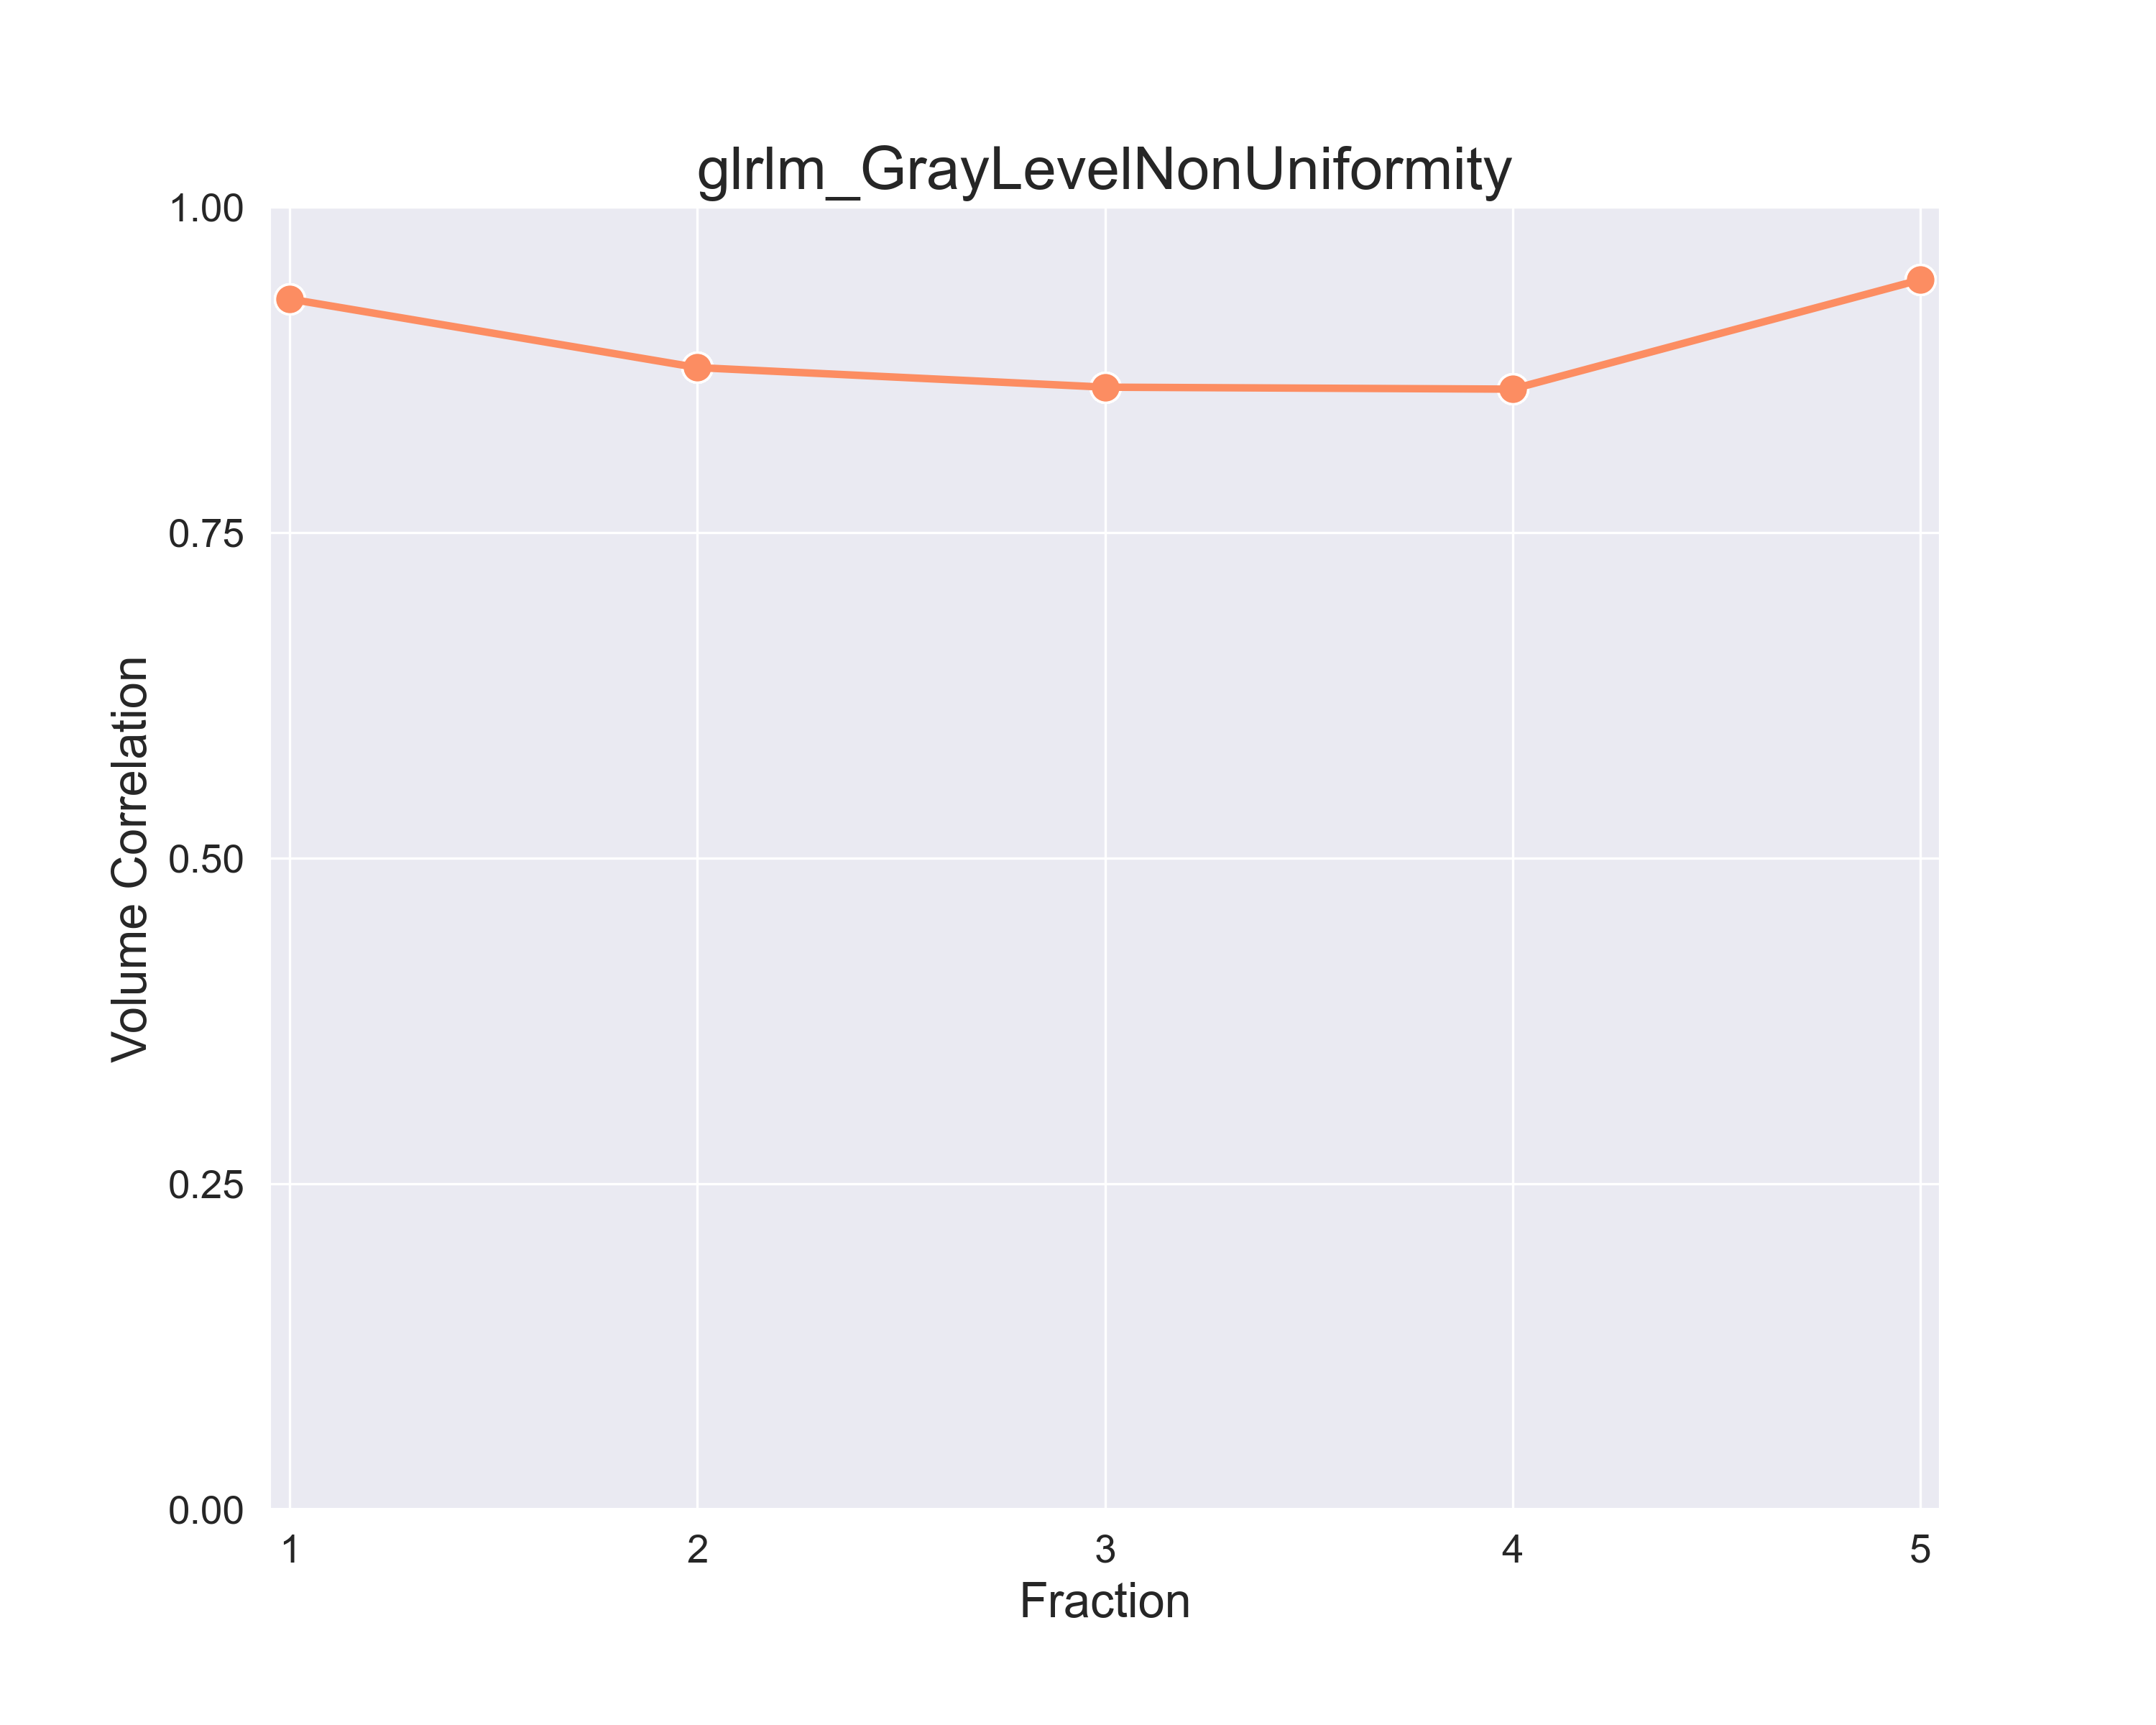 glrlm_GrayLevelNonUniformity
1.00
0.75
0.50
0.25
0.00
Volume Correlation
1 2 3 4 5
Fraction